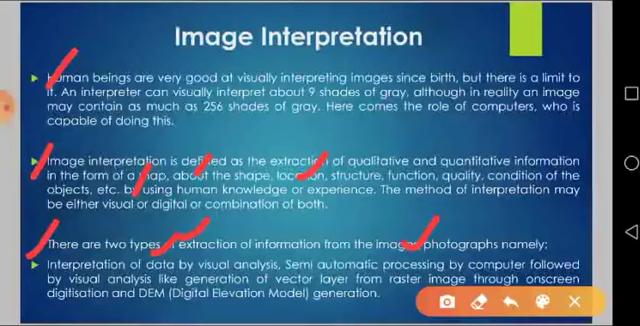 Image Interpretation
Human beings are very good at visually interpreting images since birth, but there is a limit to
it. An interpreter can visually interpret about 9 shades of gray, although in reality an image
may contain as much as 256 shades of gray. Here comes the role of computers, who is
capable of doing this.
Image interpretation is defined as the extraction of qualitative and quantitative information
in the form of a map, about the shape, location, structure, function, quality, condition of the
objects, etc. by using human knowledge or experience. The method of interpretation may
be either visual or digital or combination of both.
There are two types of extraction of information from the images photographs namely;
Interpretation of data by visual analysis, Semi automatic processing by computer followed
by visual analysis like generation of vector layer from raster image through onscreen
digitisation and DEM (Digital Elevation Model) generation.